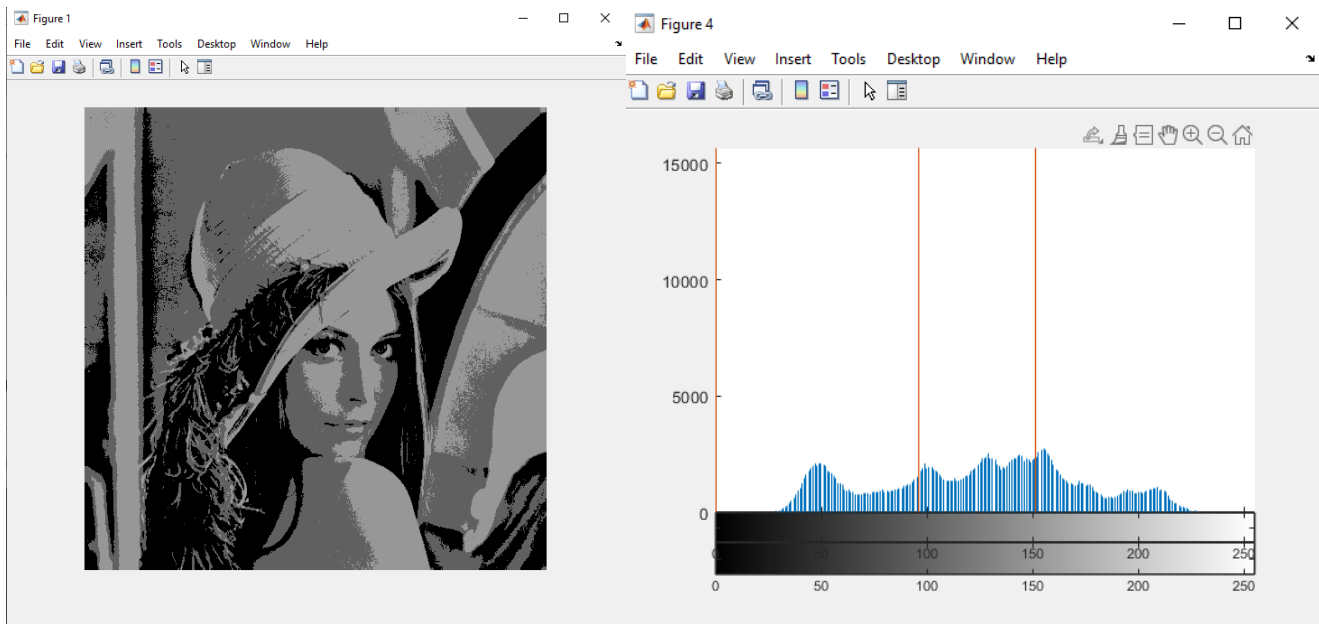 Figure 1
File Edit View Insert Tools Desktop Window Help
Figure 4
File Edit View Insert Tools Desktop Window Help
15000
10000
5000
0
0 50 100 150 200 250
0 50 100 150 200 250